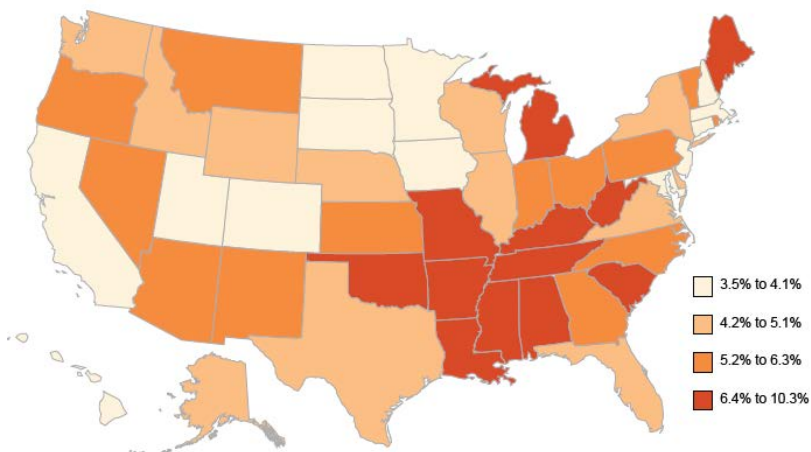 3.5% to 4.1%
4.2% to 5.1%
5.2% to 6.3%
6.4% to 10.3%